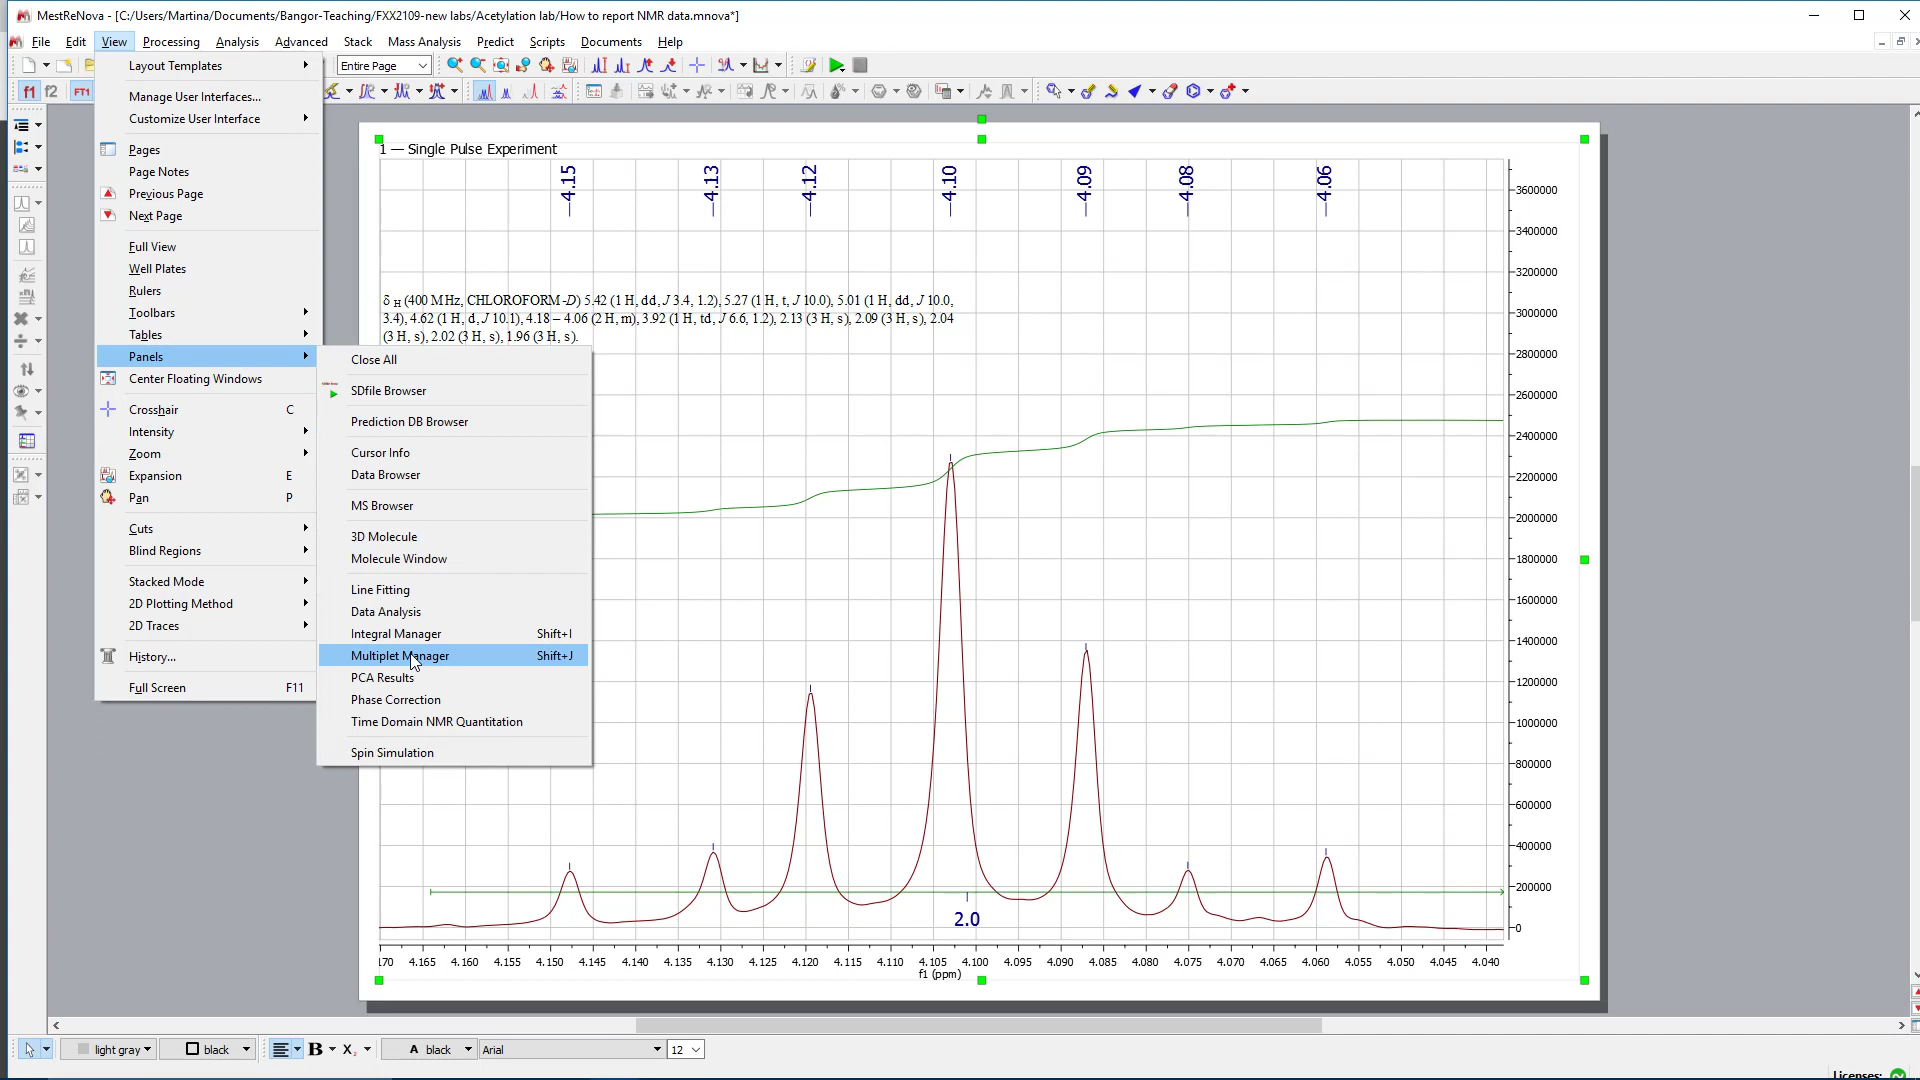 MestReNova - [C:/Users/Martina/Documents/Bangor-Teaching/FXX2109-new labs/Acetylation lab/How to report NMR data.mnova*]
File Edit View Processing Analysis Advanced Stack Mass Analysis Predict Scripts Documents Help
Entire Page
f1 f2 FT1
Layout Templates
Manage User Interfaces...
Customize User Interface
Pages
Page Notes
Previous Page
Next Page
Full View
Well Plates
Rulers
Toolbars
Tables
Panels
Center Floating Windows
Crosshair C
Intensity
Zoom
Expansion E
Pan P
Cuts
Blind Regions
Stacked Mode
2D Plotting Method
2D Traces
History...
Full Screen F11
Close All
SDfile Browser
Prediction DB Browser
Cursor Info
Data Browser
MS Browser
3D Molecule
Molecule Window
Line Fitting
Data Analysis
Integral Manager Shift+I
Multiplet Manager Shift+J
PCA Results
Phase Correction
Time Domain NMR Quantitation
Spin Simulation
1 — Single Pulse Experiment
4.15 4.13 4.12 4.10 4.09 4.08 4.06
δ H (400 MHz, CHLOROFORM-D) 5.42 (1 H, dd, J 3.4, 1.2), 5.27 (1 H, t, J 10.0), 5.01 (1 H, dd, J 10.0,
3.4), 4.62 (1 H, d, J 10.1), 4.18 – 4.06 (2 H, m), 3.92 (1 H, td, J 6.6, 1.2), 2.13 (3 H, s), 2.09 (3 H, s), 2.04
(3 H, s), 2.02 (3 H, s), 1.96 (3 H, s).
3600000
3400000
3200000
3000000
2800000
2600000
2400000
2200000
2000000
1800000
1600000
1400000
1200000
1000000
800000
600000
400000
200000
0
2.0
170 4.165 4.160 4.155 4.150 4.145 4.140 4.135 4.130 4.125 4.120 4.115 4.110 4.105 4.100 4.095 4.090 4.085 4.080 4.075 4.070 4.065 4.060 4.055 4.050 4.045 4.040
f1 (ppm)
light gray black B X₂ A black Arial 12
Licenses: